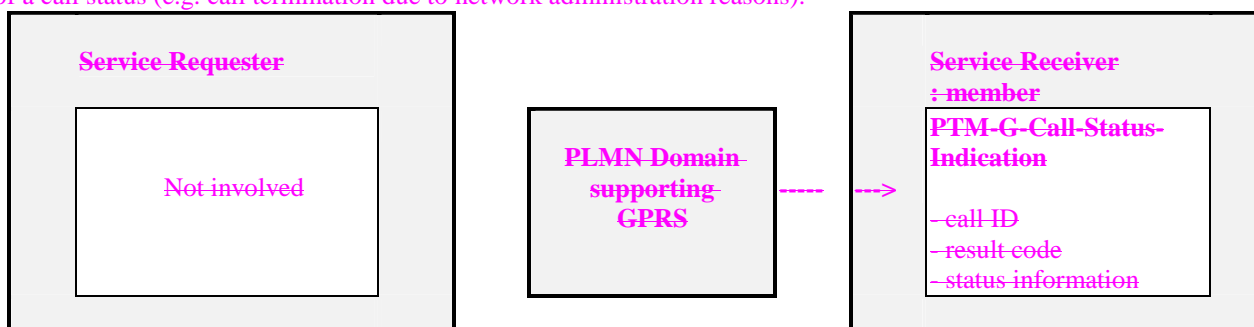 of a call status (e.g. call termination due to network administration reasons).
Service Requester
Not involved
PLMN Domain
supporting
GPRS
----- --->
Service Receiver
: member
PTM-G-Call-Status-
Indication
- call ID
- result code
- status information